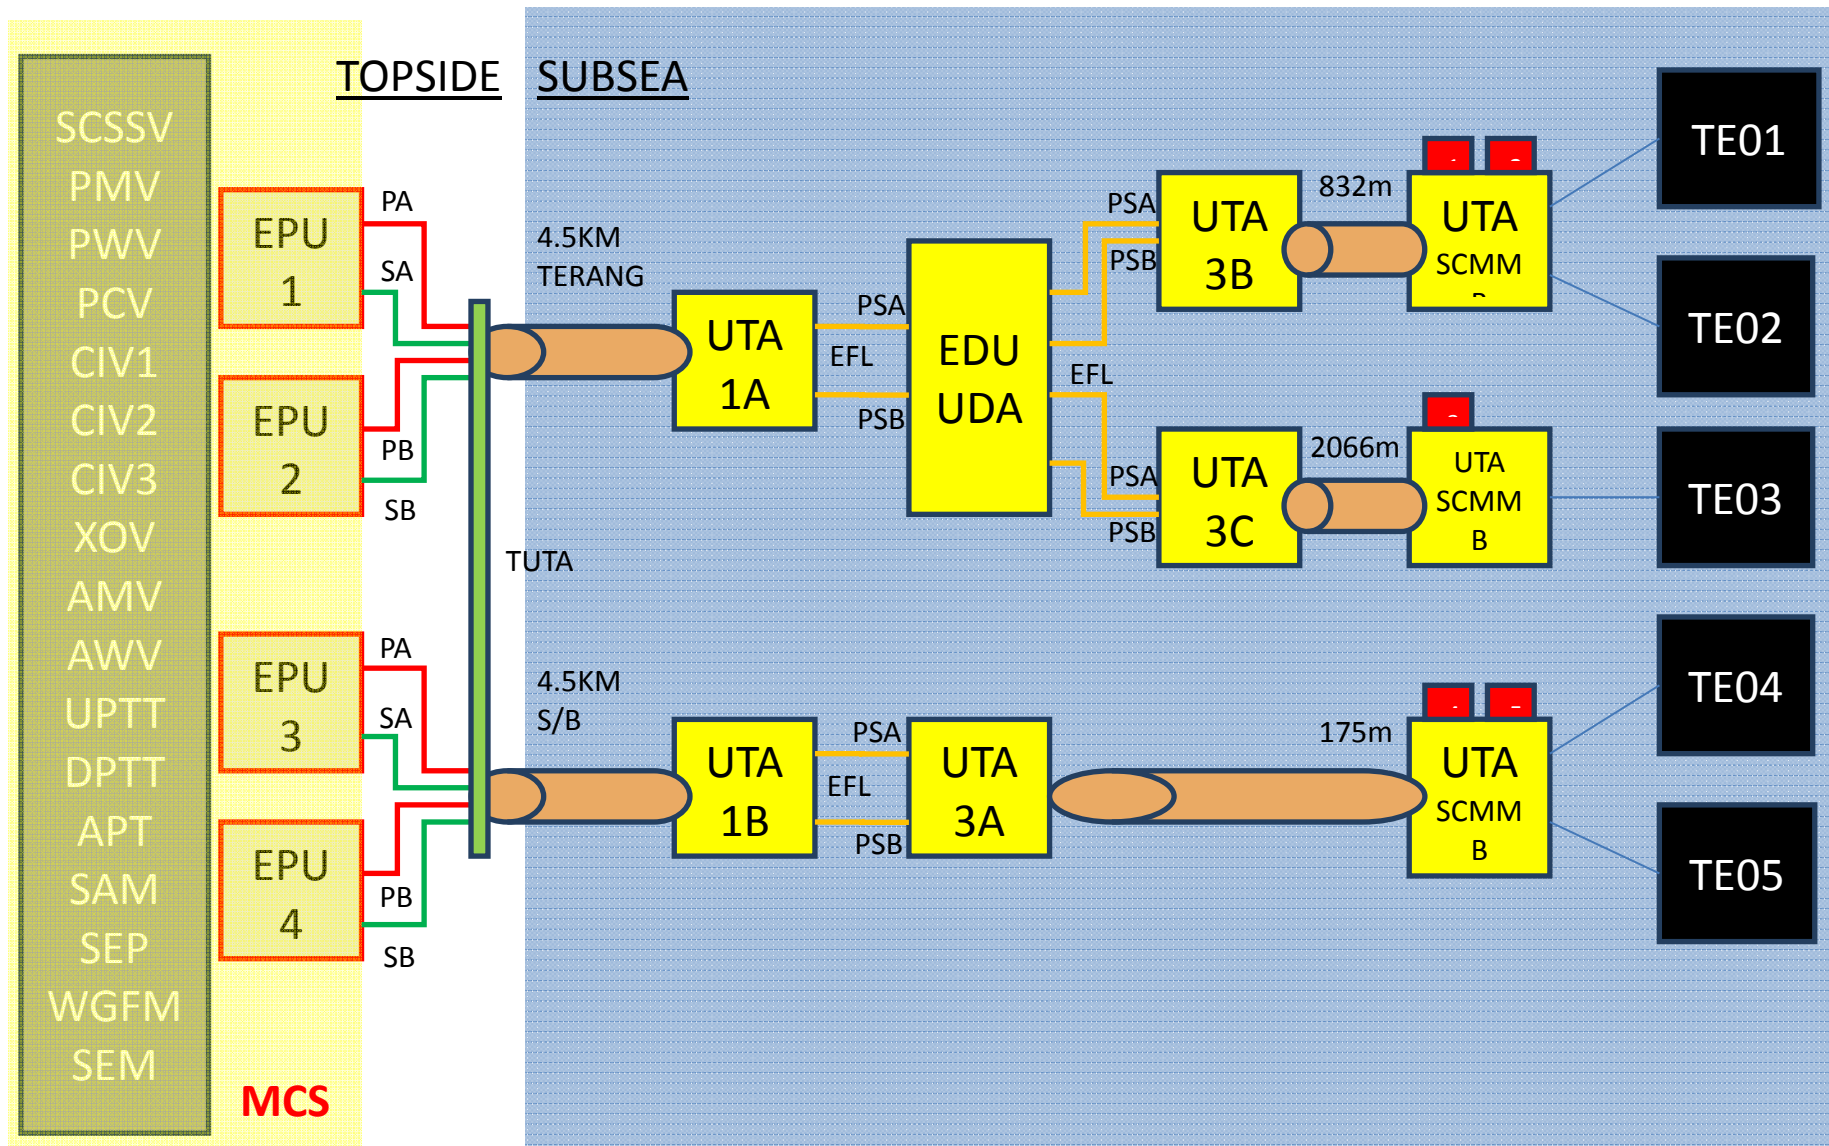 TOPSIDE
SUBSEA
SCSSV
PMV
PWV
PCV
CIV1
CIV2
CIV3
XOV
AMV
AWV
UPTT
DPTT
APT
SAM
SEP
WGFM
SEM
MCS
EPU
1
EPU
2
EPU
3
EPU
4
PA
SA
PB
SB
PA
SA
PB
SB
TUTA
4.5KM
TERANG
UTA
1A
PSA
EFL
PSB
EDU
UDA
PSA
PSB
EFL
PSA
PSB
UTA
3B
832m
UTA
SCMM
UTA
3C
2066m
UTA
SCMM
B
TE01
TE02
TE03
4.5KM
S/B
UTA
1B
PSA
EFL
PSB
UTA
3A
175m
UTA
SCMM
B
TE04
TE05